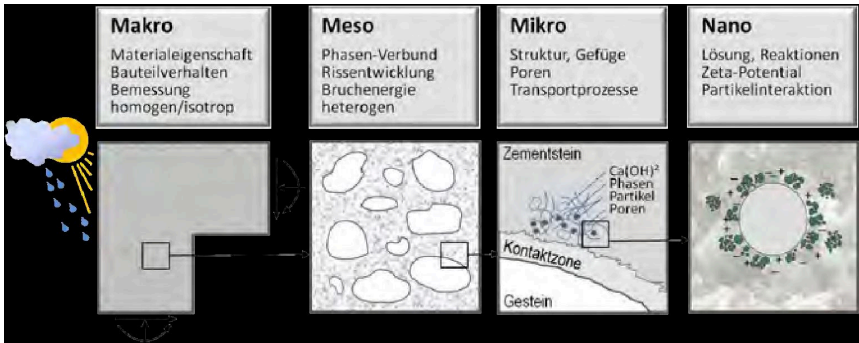 Makro
Materialeigenschaft
Bauteilverhalten
Bemessung
homogen/isotrop
Meso
Phasen-Verbund
Rissentwicklung
Bruchenergie
heterogen
Mikro
Struktur, Gefüge
Poren
Transportprozesse
Nano
Lösung, Reaktionen
Zeta-Potential
Partikelinteraktion
Zementstein
Ca(OH)²
Phasen
Partikel
Poren
Kontaktzone
Gestein